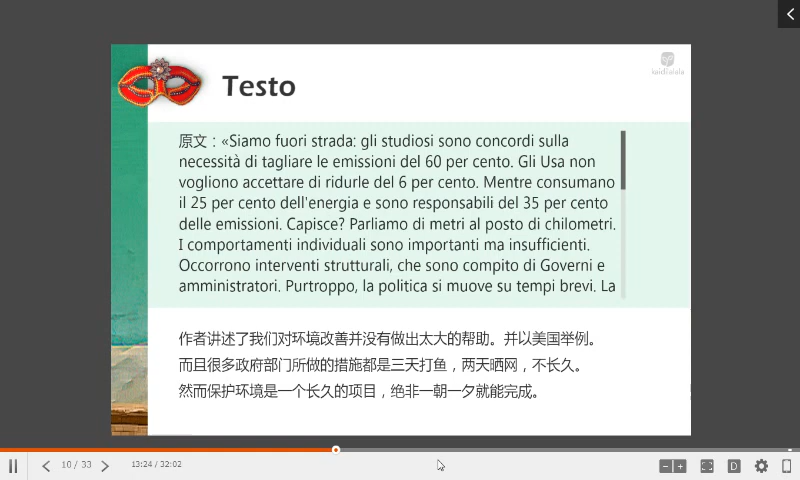 Testo
kaidilalala
原文：«Siamo fuori strada: gli studiosi sono concordi sulla
necessità di tagliare le emissioni del 60 per cento. Gli Usa non
vogliono accettare di ridurle del 6 per cento. Mentre consumano
il 25 per cento dell'energia e sono responsabili del 35 per cento
delle emissioni. Capisce? Parliamo di metri al posto di chilometri.
I comportamenti individuali sono importanti ma insufficienti.
Occorrono interventi strutturali, che sono compito di Governi e
amministratori. Purtroppo, la politica si muove su tempi brevi. La
作者讲述了我们对环境改善并没有做出太大的帮助。并以美国举例。
而且很多政府部门所做的措施都是三天打鱼，两天晒网，不长久。
然而保护环境是一个长久的项目，绝非一朝一夕就能完成。
10 / 33
13:24 / 32:02
D